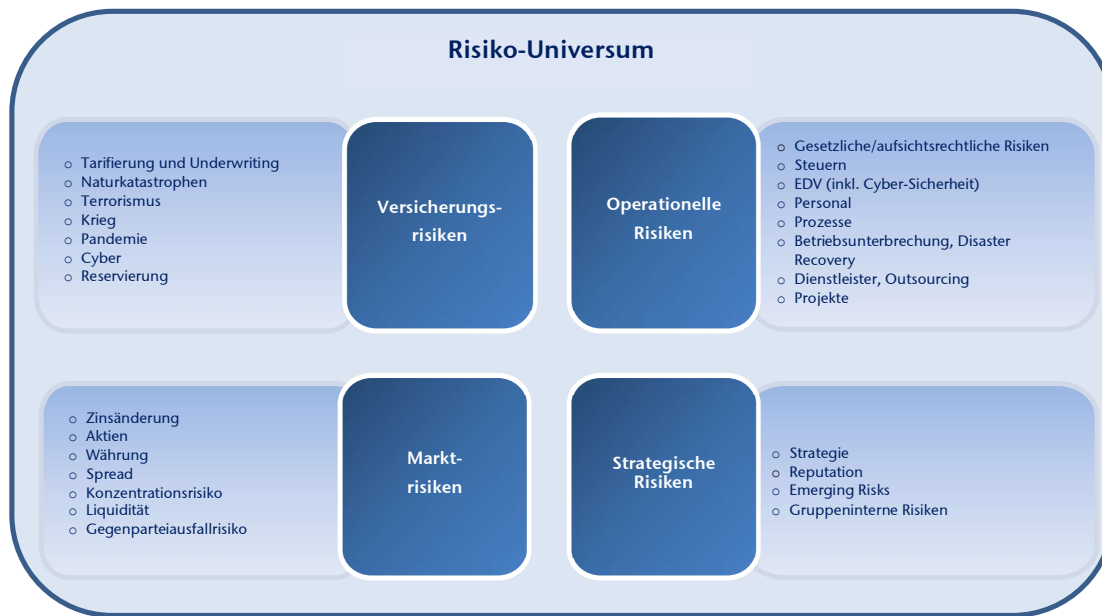 Risiko-Universum
○ Tarifierung und Underwriting
○ Naturkatastrophen
○ Terrorismus
○ Krieg
○ Pandemie
○ Cyber
○ Reservierung
Versicherungs-
risiken
Operationelle
Risiken
○ Gesetzliche/aufsichtsrechtliche Risiken
○ Steuern
○ EDV (inkl. Cyber-Sicherheit)
○ Personal
○ Prozesse
○ Betriebsunterbrechung, Disaster
Recovery
○ Dienstleister, Outsourcing
○ Projekte
○ Zinsänderung
○ Aktien
○ Währung
○ Spread
○ Konzentrationsrisiko
○ Liquidität
○ Gegenparteiausfallrisiko
Markt-
risiken
Strategische
Risiken
○ Strategie
○ Reputation
○ Emerging Risks
○ Gruppeninterne Risiken